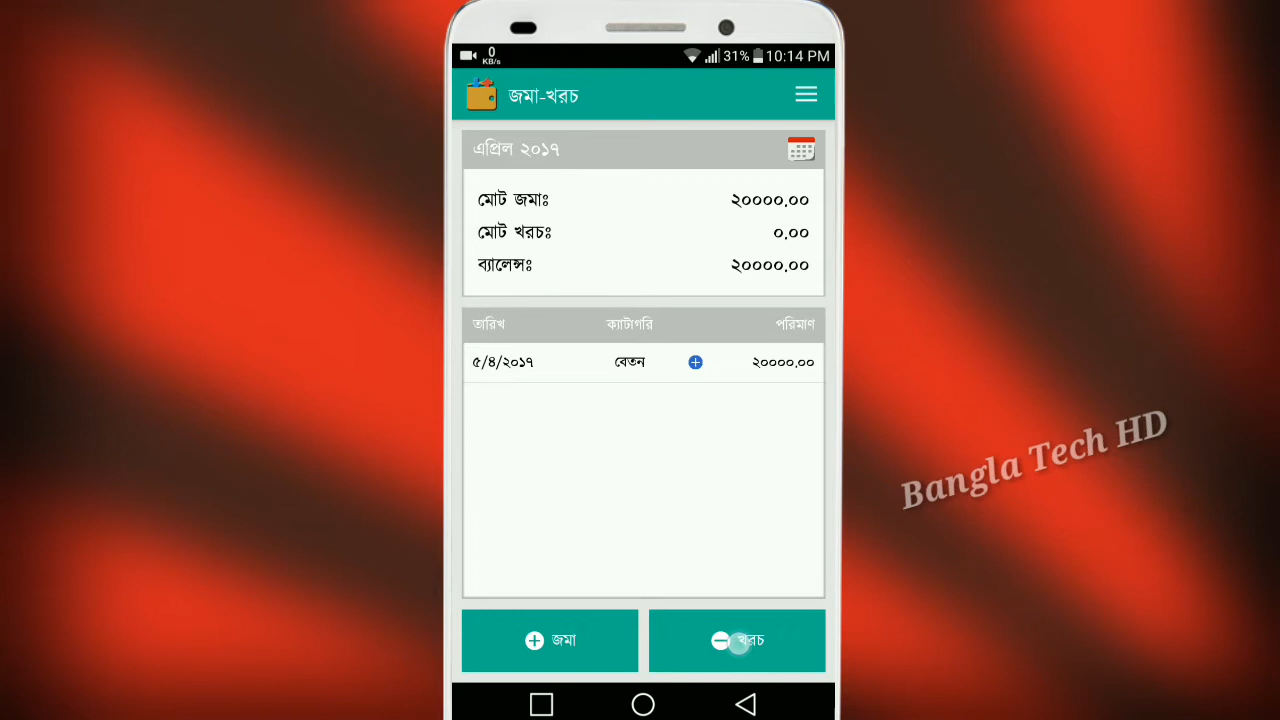 0
KB/s
31%
10:14 PM
জমা-খরচ
এপ্রিল ২০১৭
মোট জমাঃ ২০০০০.০০
মোট খরচঃ ০.০০
ব্যালেন্সঃ ২০০০০.০০
তারিখ ক্যাটাগরি পরিমাণ
৫/৪/২০১৭ বেতন ২০০০০.০০
জমা খরচ
Bangla Tech HD